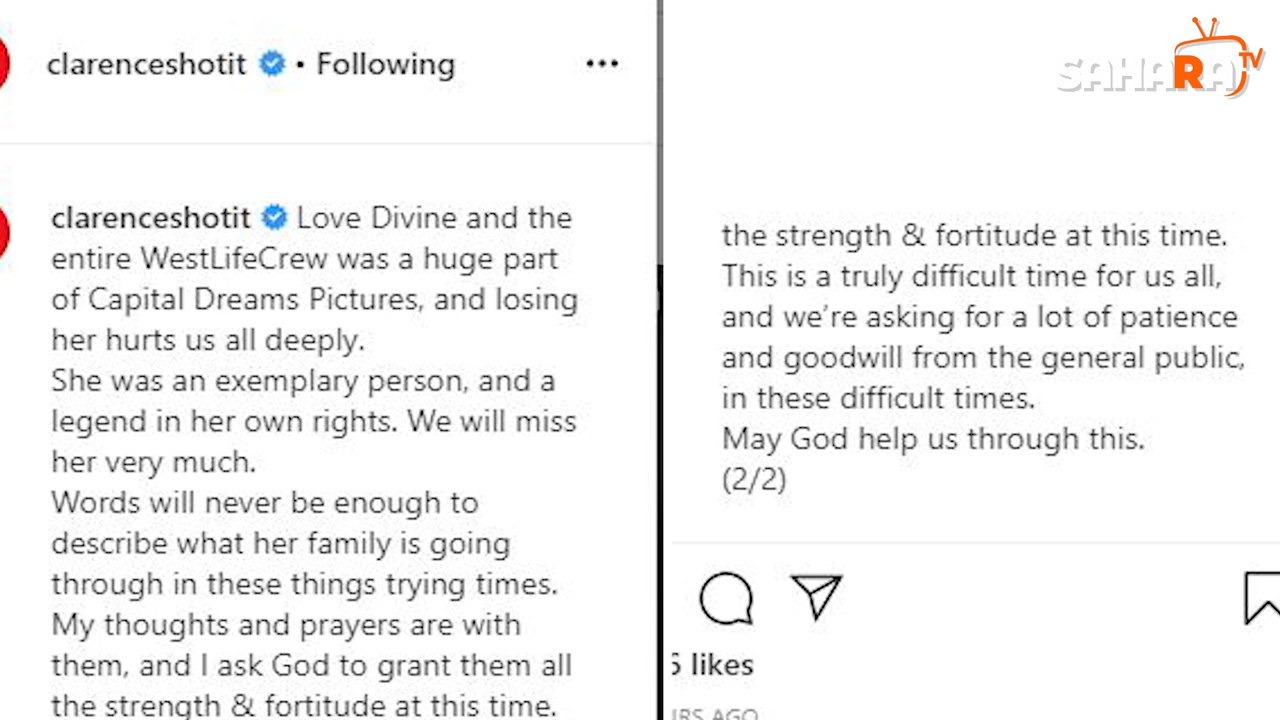 clarenceshotit • Following
clarenceshotit Love Divine and the
entire WestLifeCrew was a huge part
of Capital Dreams Pictures, and losing
her hurts us all deeply.
She was an exemplary person, and a
legend in her own rights. We will miss
her very much.
Words will never be enough to
describe what her family is going
through in these things trying times.
My thoughts and prayers are with
them, and I ask God to grant them all
the strength & fortitude at this time.
SAHARA TV
the strength & fortitude at this time.
This is a truly difficult time for us all,
and we’re asking for a lot of patience
and goodwill from the general public,
in these difficult times.
May God help us through this.
(2/2)
likes
AGO